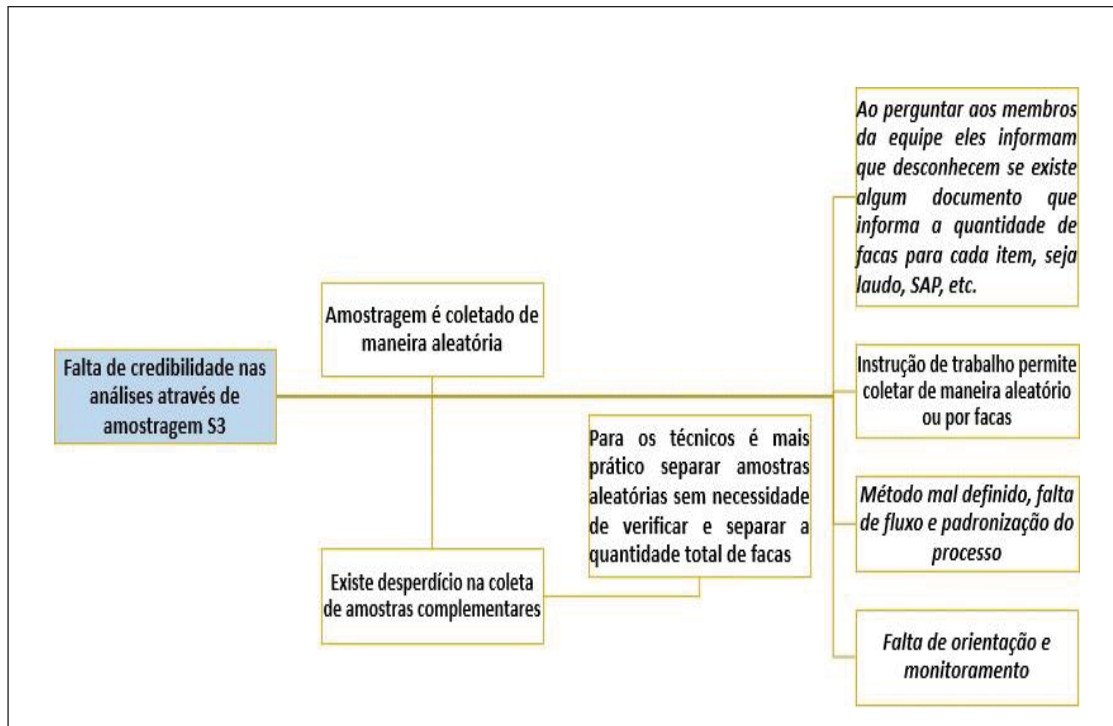 Falta de credibilidade nas
análises através de
amostragem S3
Amostragem é coletado de
maneira aleatória
Existe desperdício na coleta
de amostras complementares
Para os técnicos é mais
prático separar amostras
aleatórias sem necessidade
de verificar e separar a
quantidade total de facas
Ao perguntar aos membros
da equipe eles informam
que desconhecem se existe
algum documento que
informa a quantidade de
facas para cada item, seja
laudo, SAP, etc.
Instrução de trabalho permite
coletar de maneira aleatório
ou por facas
Método mal definido, falta
de fluxo e padronização do
processo
Falta de orientação e
monitoramento